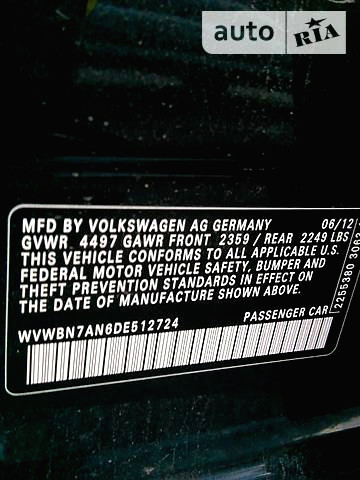 auto RIA
MFD BY VOLKSWAGEN AG GERMANY 06/12
GVWR 4497 GAWR FRONT 2359 / REAR 2249 LBS
THIS VEHICLE CONFORMS TO ALL APPLICABLE U.S.
FEDERAL MOTOR VEHICLE SAFETY, BUMPER AND
THEFT PREVENTION STANDARDS IN EFFECT ON
THE DATE OF MANUFACTURE SHOWN ABOVE.
WVWBN7AN6DE512724 PASSENGER CAR
2255380